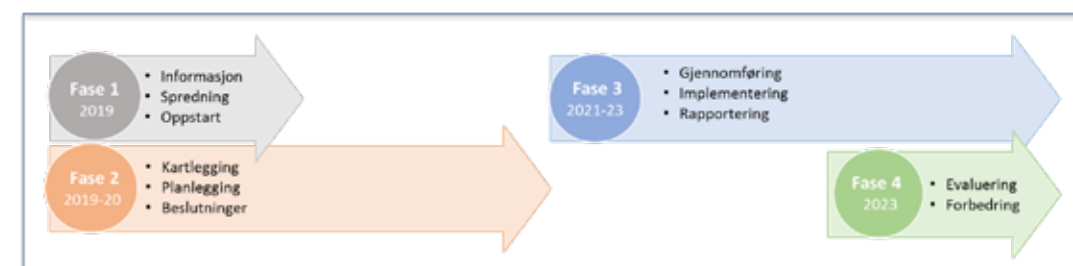 Fase 1
2019
• Informasjon
• Spredning
• Oppstart
Fase 2
2019-20
• Kartlegging
• Planlegging
• Beslutninger
Fase 3
2021-23
• Gjennomføring
• Implementering
• Rapportering
Fase 4
2023
• Evaluering
• Forbedring